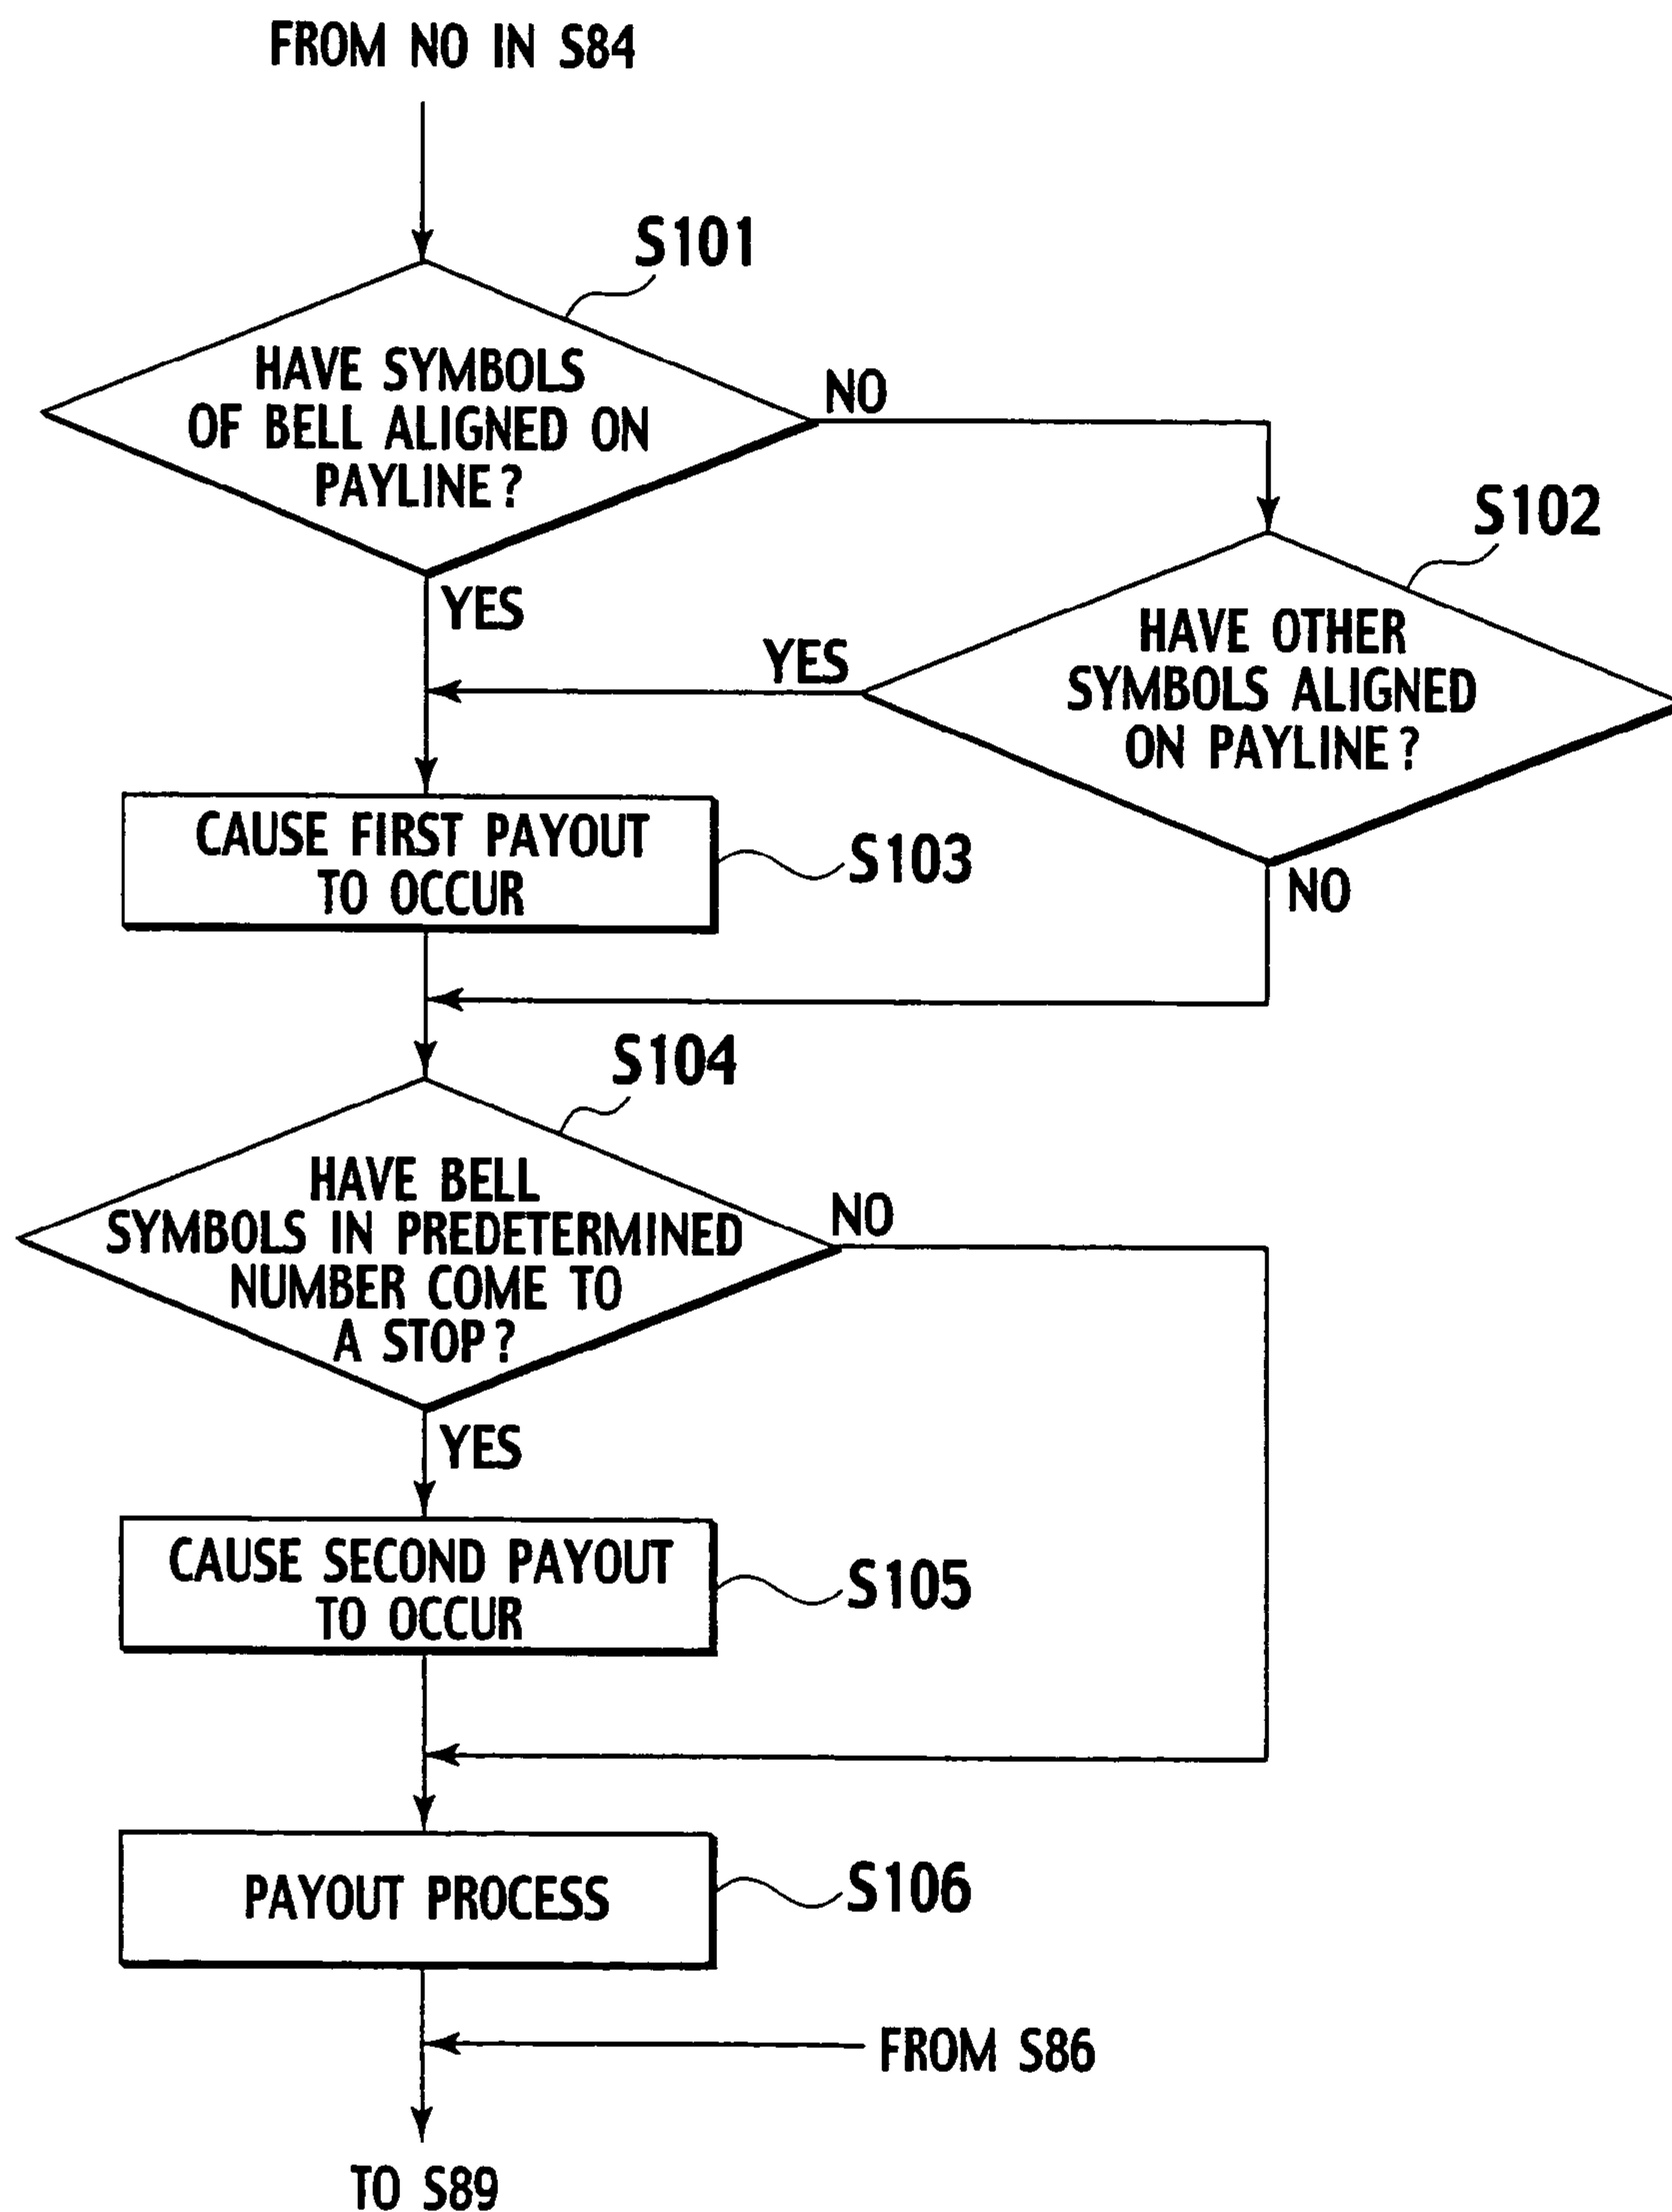 FROM NO IN S84
S101
HAVE SYMBOLS
OF BELL ALIGNED ON
PAYLINE?
NO
S102
YES
HAVE OTHER
SYMBOLS ALIGNED
ON PAYLINE?
YES
CAUSE FIRST PAYOUT
TO OCCUR
S103
NO
S104
HAVE BELL
SYMBOLS IN PREDETERMINED
NUMBER COME TO
A STOP?
NO
YES
CAUSE SECOND PAYOUT
TO OCCUR
S105
PAYOUT PROCESS
S106
FROM S86
TO S89